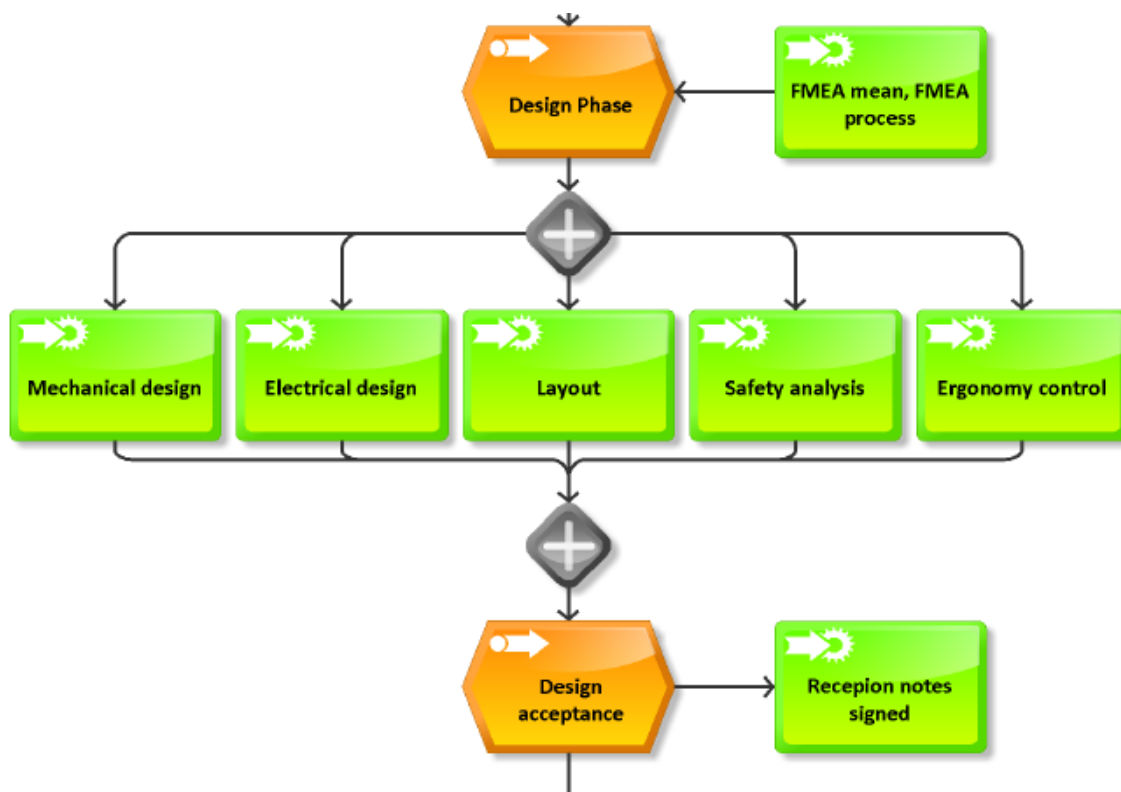 Design Phase
FMEA mean, FMEA
process
Mechanical design
Electrical design
Layout
Safety analysis
Ergonomy control
Design
acceptance
Recepion notes
signed